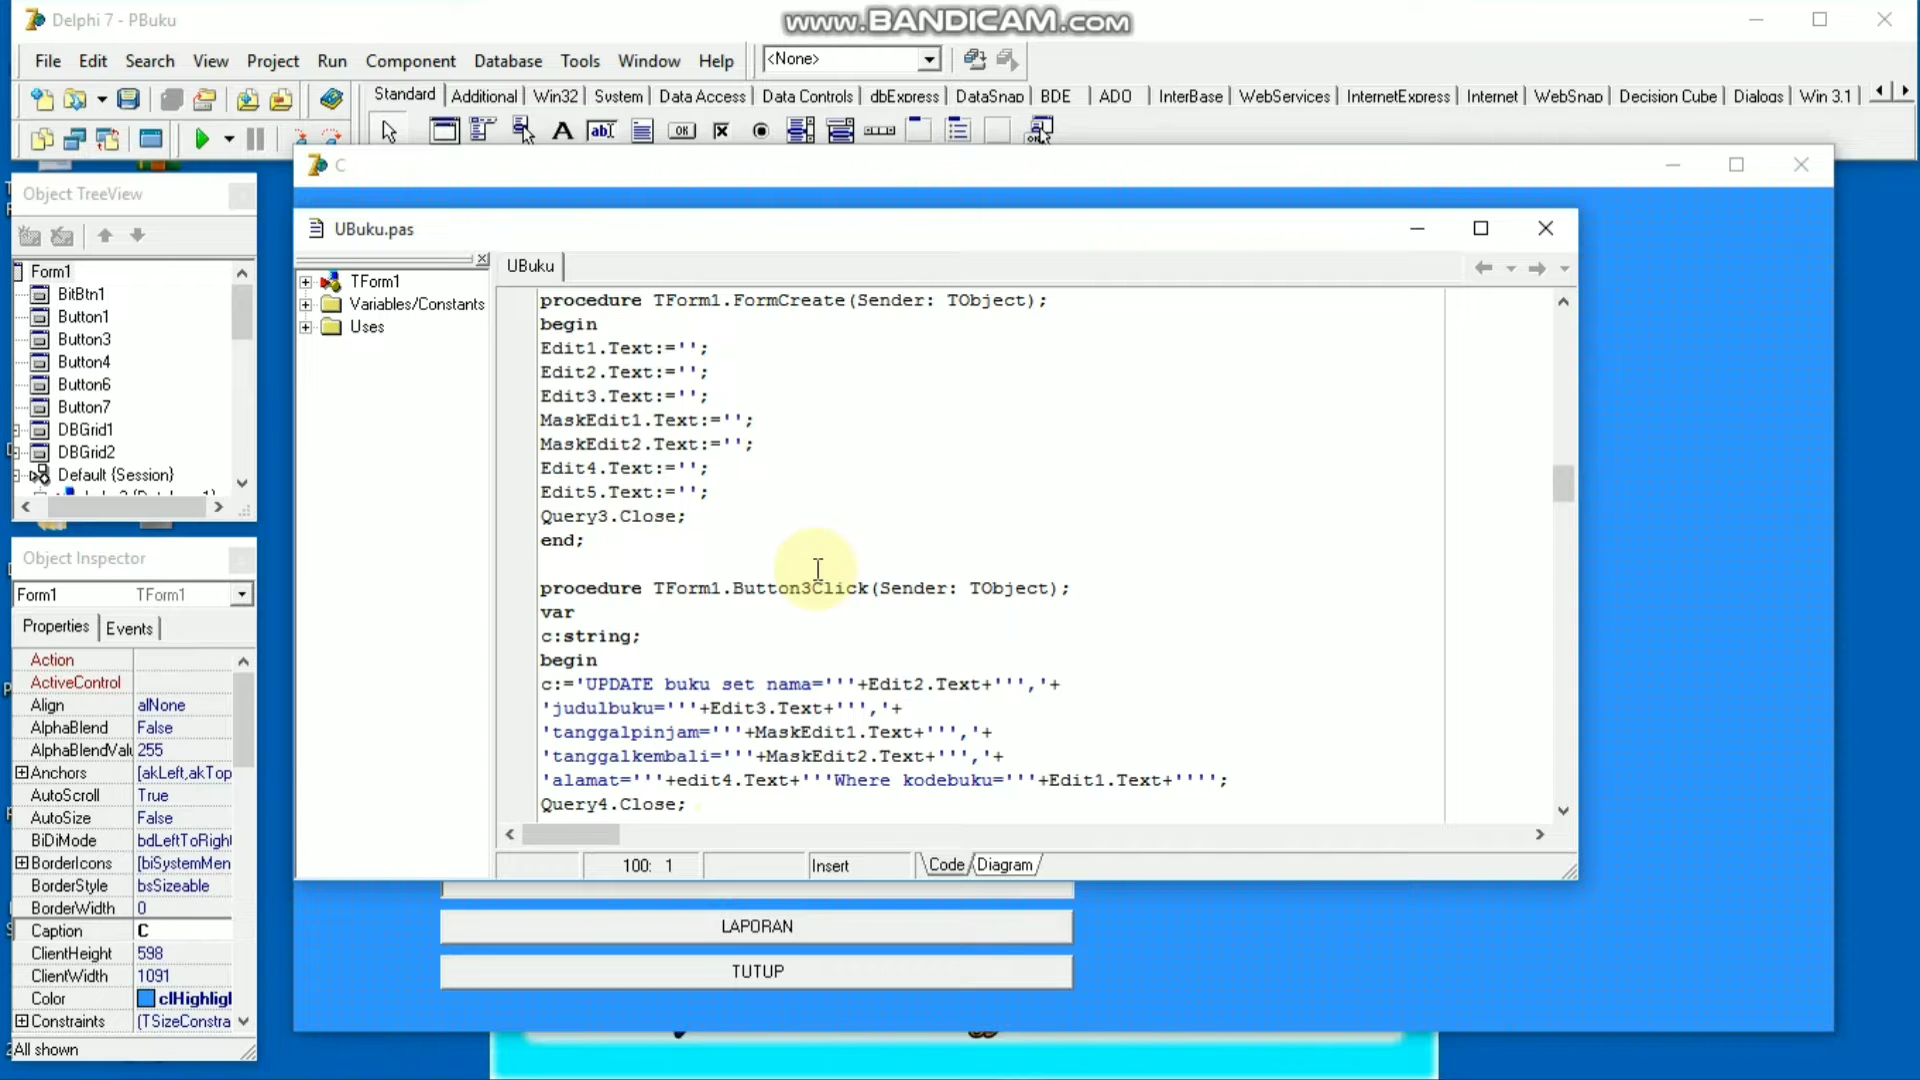 Delphi 7 - PBuku
www.BANDICAM.com
File Edit Search View Project Run Component Database Tools Window Help
<None>
Standard Additional Win32 System Data Access Data Controls dbExpress DataSnap BDE ADO InterBase WebServices InternetExpress Internet WebSnap Decision Cube Dialogs Win 3.1
C
Object TreeView
Form1
BitBtn1
Button1
Button3
Button4
Button6
Button7
DBGrid1
DBGrid2
Default {Session}
UBuku.pas
TForm1
Variables/Constants
Uses
UBuku
procedure TForm1.FormCreate(Sender: TObject);
begin
Edit1.Text:='';
Edit2.Text:='';
Edit3.Text:='';
MaskEdit1.Text:='';
MaskEdit2.Text:='';
Edit4.Text:='';
Edit5.Text:='';
Query3.Close;
end;
procedure TForm1.Button3Click(Sender: TObject);
var
c:string;
begin
c:='UPDATE buku set nama='''+Edit2.Text+''','+
'judulbuku='''+Edit3.Text+''','+
'tanggalpinjam='''+MaskEdit1.Text+''','+
'tanggalkembali='''+MaskEdit2.Text+''','+
'alamat='''+edit4.Text+'''Where kodebuku='''+Edit1.Text+'''';
Query4.Close;
100: 1
Insert
Code Diagram
LAPORAN
TUTUP
Object Inspector
Form1 TForm1
Properties Events
Action
ActiveControl
Align alNone
AlphaBlend False
AlphaBlendValu 255
Anchors [akLeft,akTop
AutoScroll True
AutoSize False
BiDiMode bdLeftToRight
BorderIcons [biSystemMen
BorderStyle bsSizeable
BorderWidth 0
Caption C
ClientHeight 598
ClientWidth 1091
Color clHighligl
Constraints (TSizeConstra
All shown